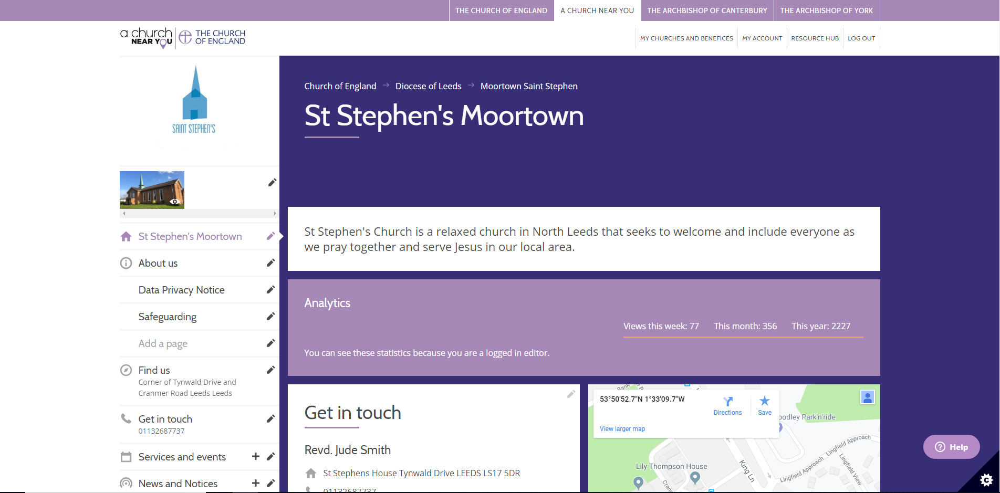 THE CHURCH OF ENGLAND
A CHURCH NEAR YOU
THE ARCHBISHOP OF CANTERBURY
THE ARCHBISHOP OF YORK
a church
NEAR YOU
THE CHURCH
OF ENGLAND
MY CHURCHES AND BENEFICES
MY ACCOUNT
RESOURCE HUB
LOG OUT
SAINT STEPHEN'S
St Stephen's Moortown
About us
Data Privacy Notice
Safeguarding
Add a page
Find us
Corner of Tynwald Drive and
Cranmer Road Leeds Leeds
Get in touch
01132687737
Services and events
News and Notices
Church of England → Diocese of Leeds → Moortown Saint Stephen
St Stephen's Moortown
St Stephen's Church is a relaxed church in North Leeds that seeks to welcome and include everyone as
we pray together and serve Jesus in our local area.
Analytics
Views this week: 77
This month: 356
This year: 2227
You can see these statistics because you are a logged in editor.
Get in touch
Revd. Jude Smith
St Stephens House Tynwald Drive LEEDS LS17 5DR
01132687737
53°50'52.7"N 1°33'09.7"W
Directions
Save
View larger map
Bank
oodley Park'n'ride
Lingfield Approach
Lingfield Approach
Lingfield View
Lily Thompson House
King Ln
Cran
Help